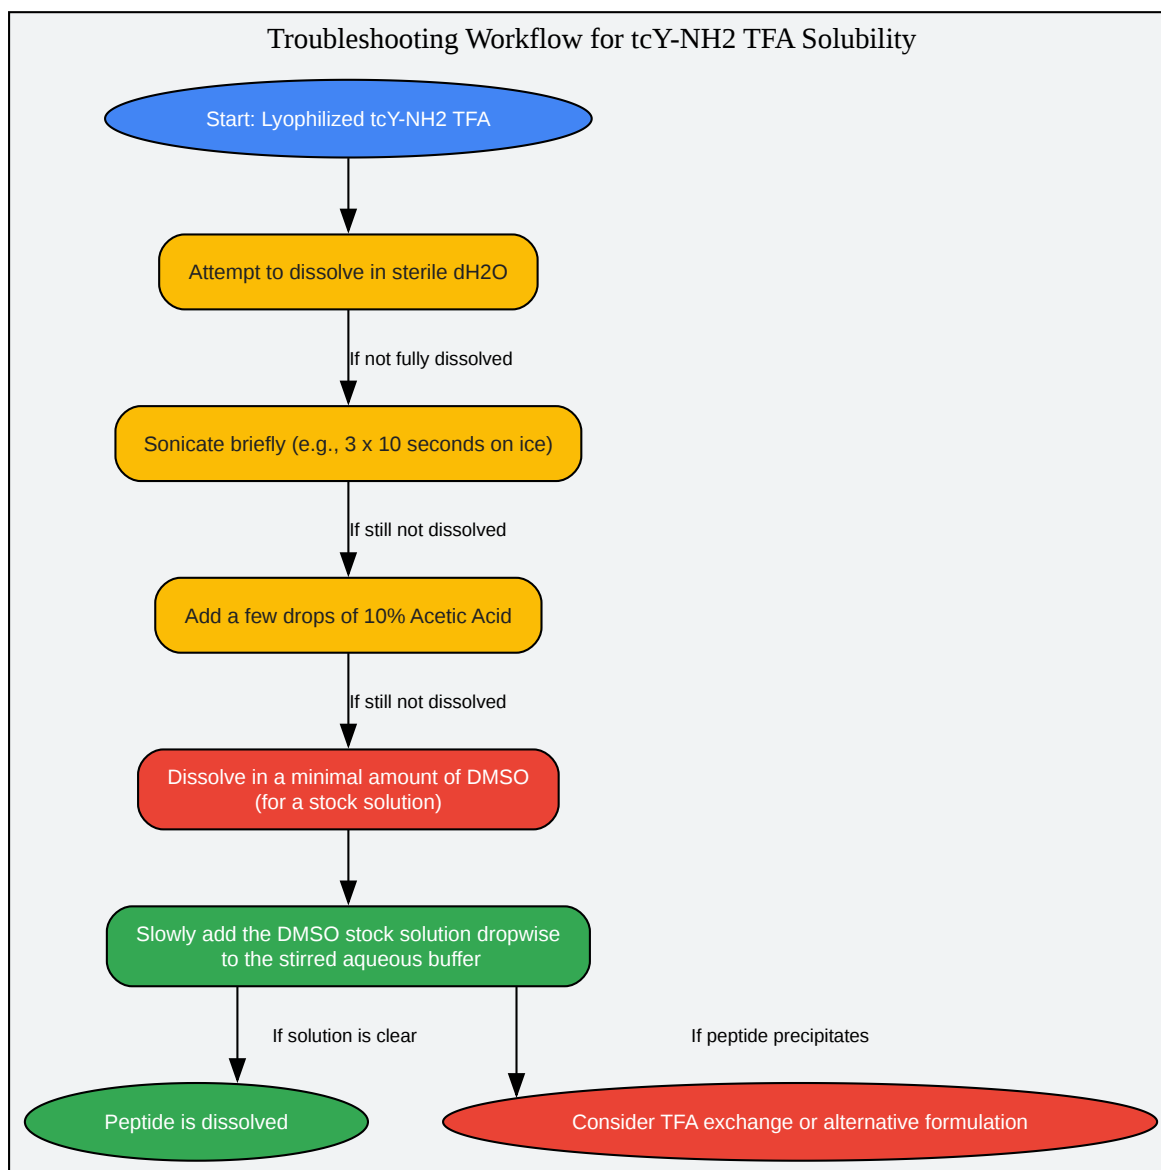 Troubleshooting Workflow for tcY-NH2 TFA Solubility
Start: Lyophilized tcY-NH2 TFA
Attempt to dissolve in sterile dH2O
If not fully dissolved
Sonicate briefly (e.g., 3 x 10 seconds on ice)
If still not dissolved
Add a few drops of 10% Acetic Acid
If still not dissolved
Dissolve in a minimal amount of DMSO
(for a stock solution)
Slowly add the DMSO stock solution dropwise
to the stirred aqueous buffer
If solution is clear
If peptide precipitates
Peptide is dissolved
Consider TFA exchange or alternative formulation